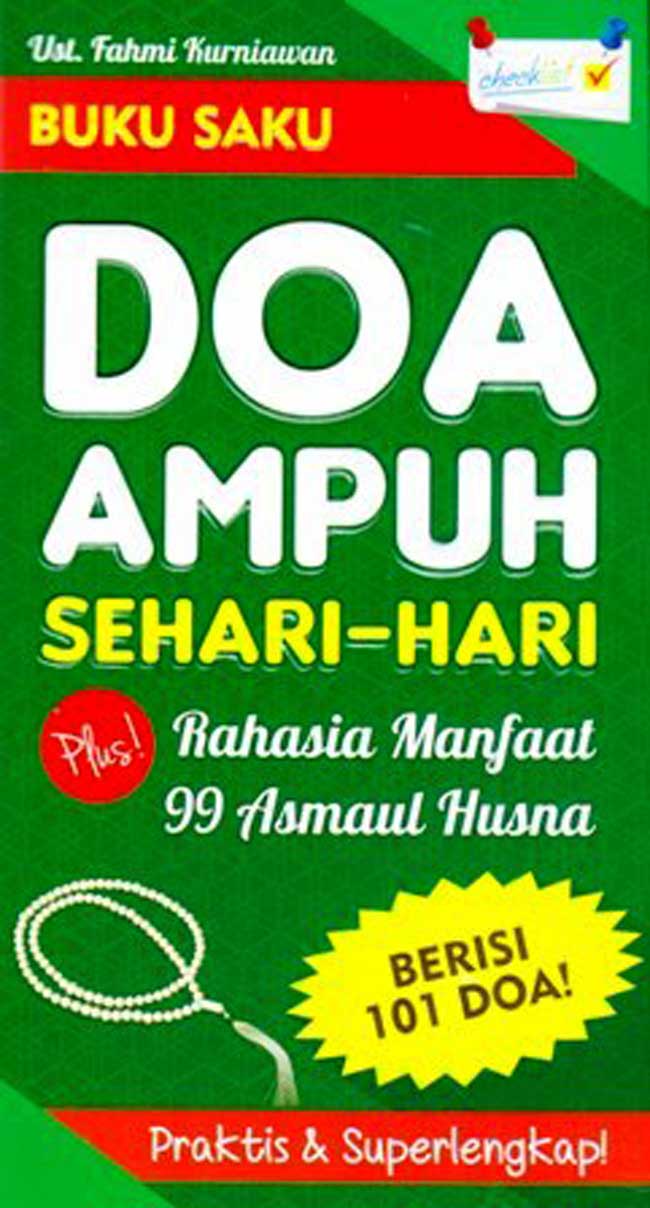 Ust. Fahmi Kurniawan
checklist
BUKU SAKU
DOA
AMPUH
SEHARI-HARI
Plus! Rahasia Manfaat
99 Asmaul Husna
BERISI
101 DOA!
Praktis & Superlengkap!